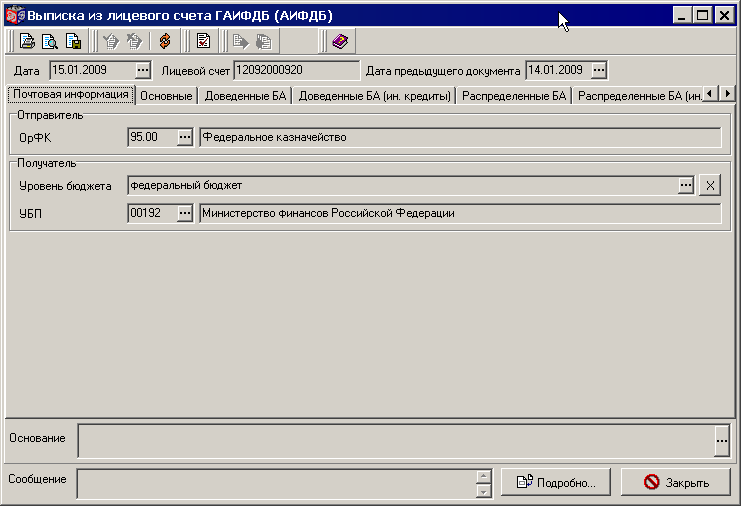 Выписка из лицевого счета ГАИФДБ (АИФДБ)
Дата 15.01.2009 ... Лицевой счет 12092000920 Дата предыдущего документа 14.01.2009 ...
Почтовая информация Основные Доведенные БА Доведенные БА (ин. кредиты) Распределенные БА Распределенные БА (ин.
Отправитель
ОрФК 95.00 ... Федеральное казначейство
Получатель
Уровень бюджета федеральный бюджет ... X
УБП 00192 ... Министерство финансов Российской Федерации
Основание ...
Сообщение Подробно... Закрыть